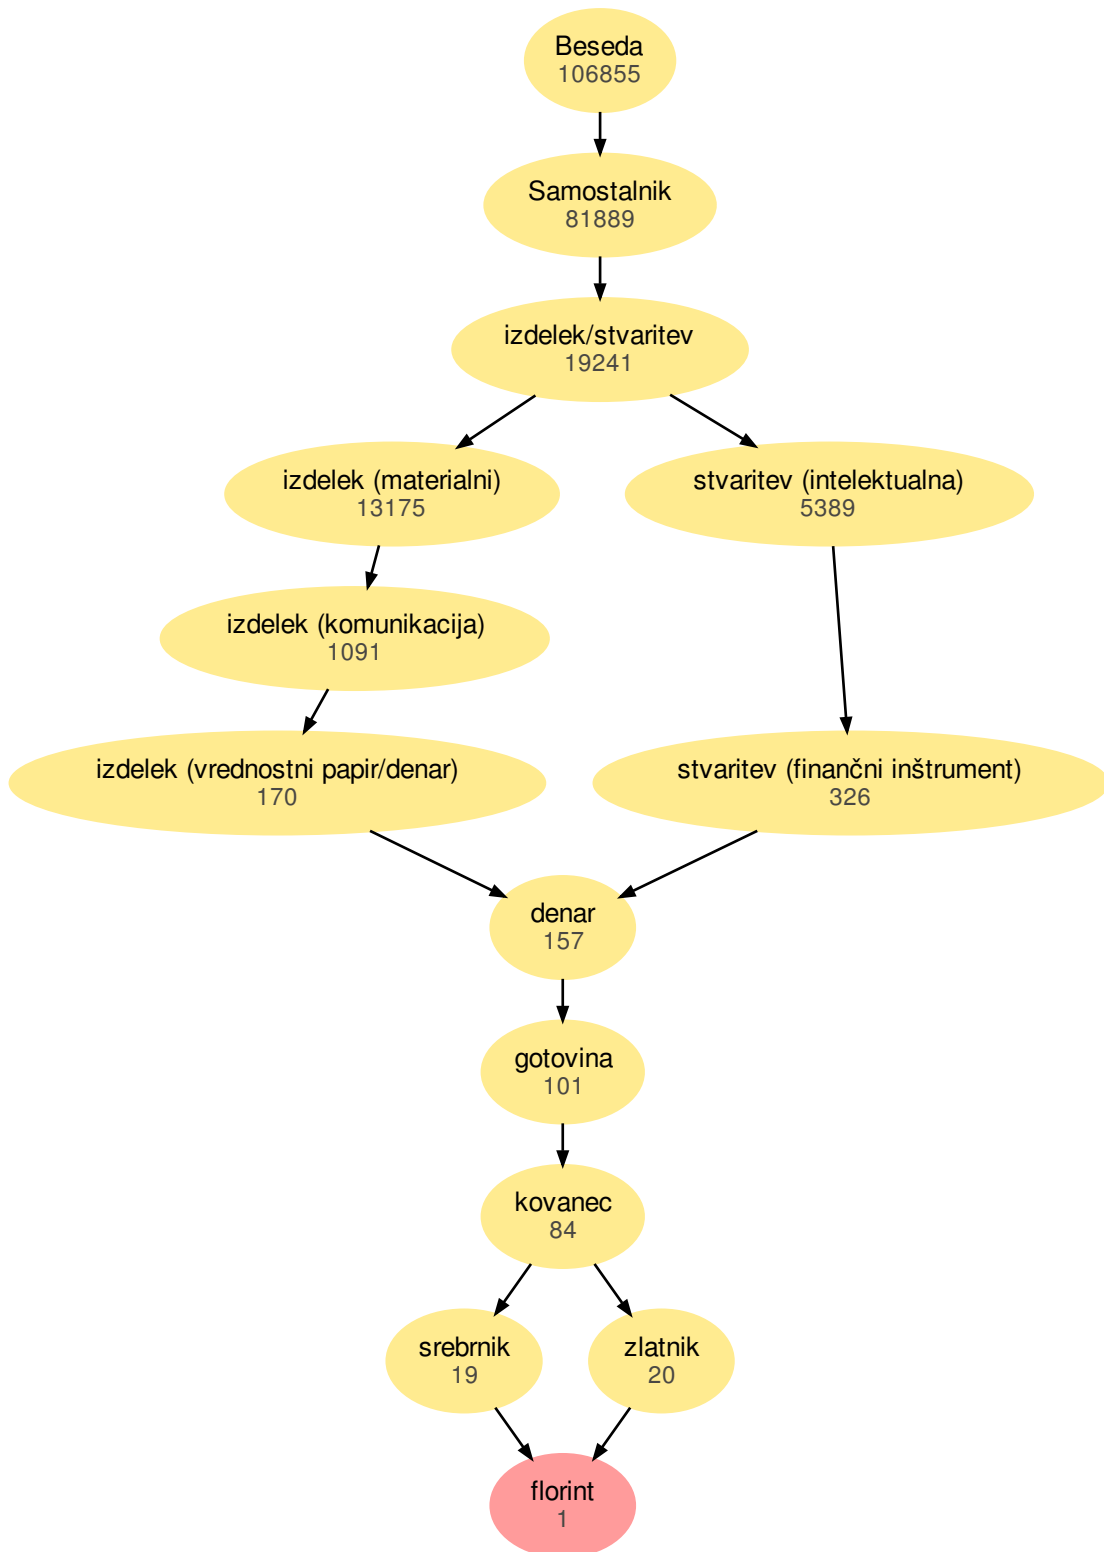 Beseda
106855
Samostalnik
81889
izdelek/stvaritev
19241
izdelek (materialni)
13175
stvaritev (intelektualna)
5389
izdelek (komunikacija)
1091
izdelek (vrednostni papir/denar)
170
stvaritev (finančni inštrument)
326
denar
157
gotovina
101
kovanec
84
srebrnik
19
zlatnik
20
florint
1